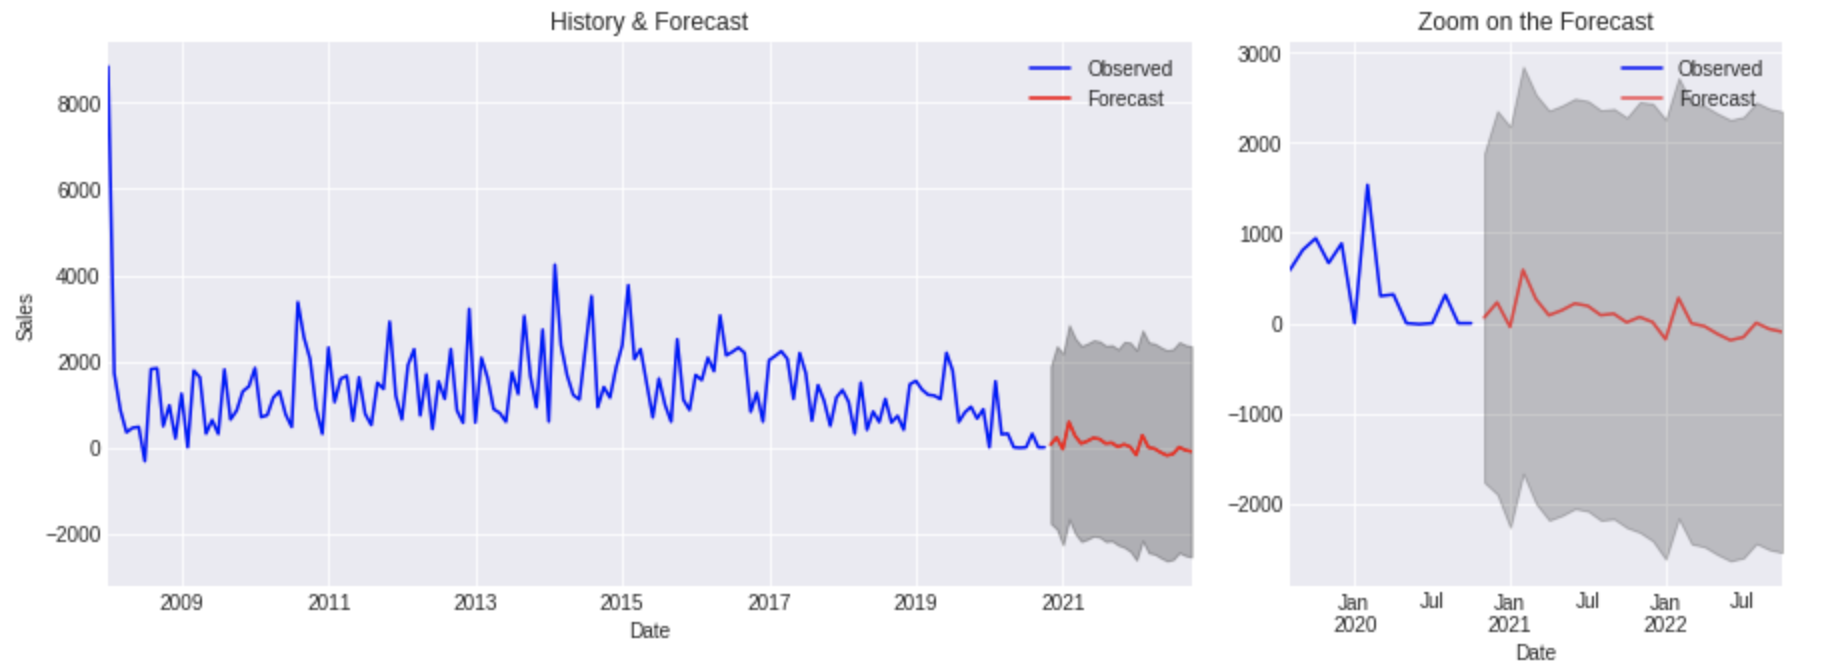 History & Forecast
Observed
Forecast
8000
6000
4000
2000
0
−2000
Sales
2009 2011 2013 2015 2017 2019 2021
Date
Zoom on the Forecast
Observed
Forecast
3000
2000
1000
0
−1000
−2000
Jan Jul Jan Jul Jan Jul
2020 2021 2022
Date